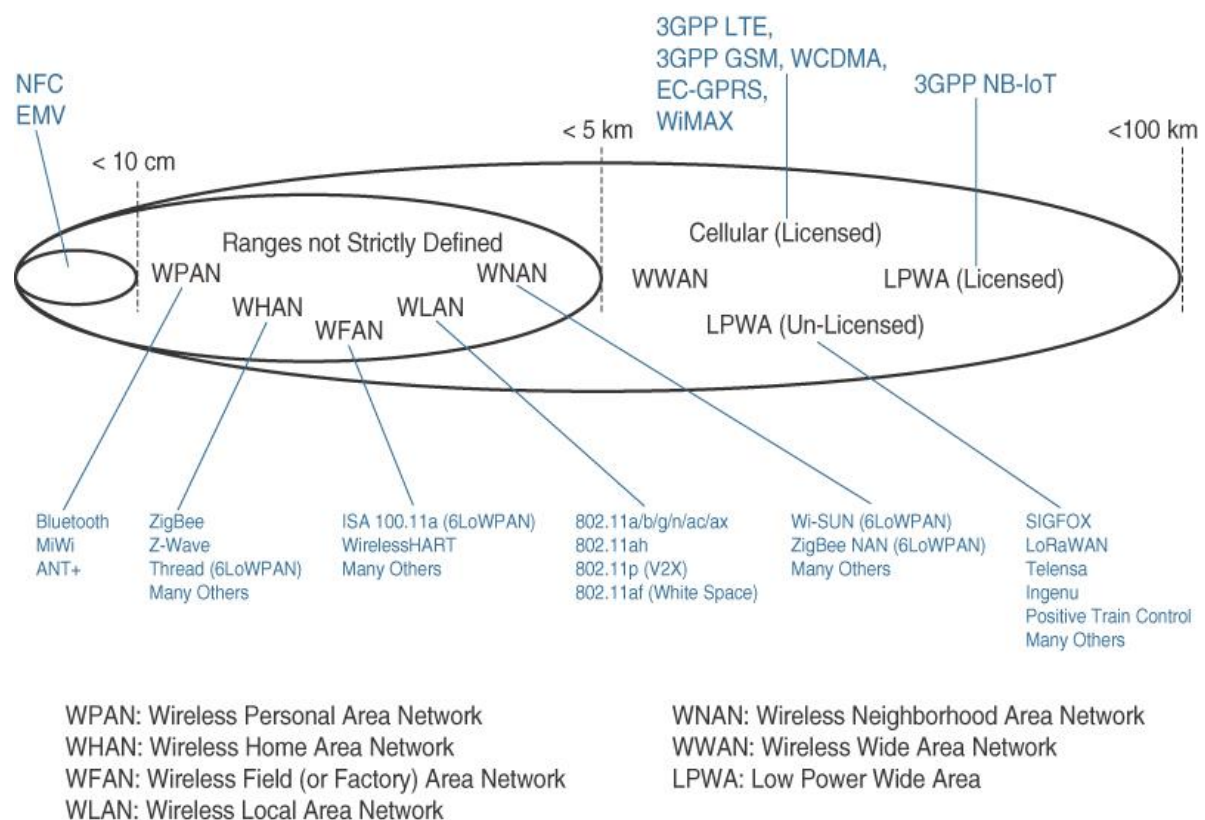 3GPP LTE,
3GPP GSM, WCDMA,
EC-GPRS,
WiMAX
3GPP NB-IoT
NFC
EMV
< 10 cm
< 5 km
<100 km
Ranges not Strictly Defined
WPAN
WHAN
WFAN
WLAN
WNAN
WWAN
Cellular (Licensed)
LPWA (Licensed)
LPWA (Un-Licensed)
Bluetooth
MiWi
ANT+
ZigBee
Z-Wave
Thread (6LoWPAN)
Many Others
ISA 100.11a (6LoWPAN)
WirelessHART
Many Others
802.11a/b/g/n/ac/ax
802.11ah
802.11p (V2X)
802.11af (White Space)
Wi-SUN (6LoWPAN)
ZigBee NAN (6LoWPAN)
Many Others
SIGFOX
LoRaWAN
Telensa
Ingenu
Positive Train Control
Many Others
WPAN: Wireless Personal Area Network
WHAN: Wireless Home Area Network
WFAN: Wireless Field (or Factory) Area Network
WLAN: Wireless Local Area Network
WNAN: Wireless Neighborhood Area Network
WWAN: Wireless Wide Area Network
LPWA: Low Power Wide Area